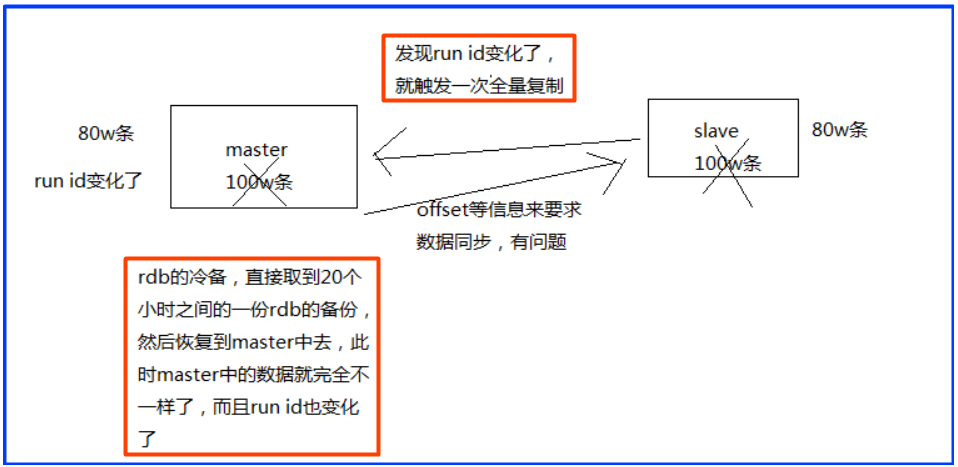 发现run id变化了，
就触发一次全量复制
80w条
run id变化了
master
100w条
slave
100w条
80w条
offset等信息来要求
数据同步，有问题
rdb的冷备，直接取到20个
小时之间的一份rdb的备份，
然后恢复到master中去，此
时master中的数据就完全不
一样了，而且run id也变化
了